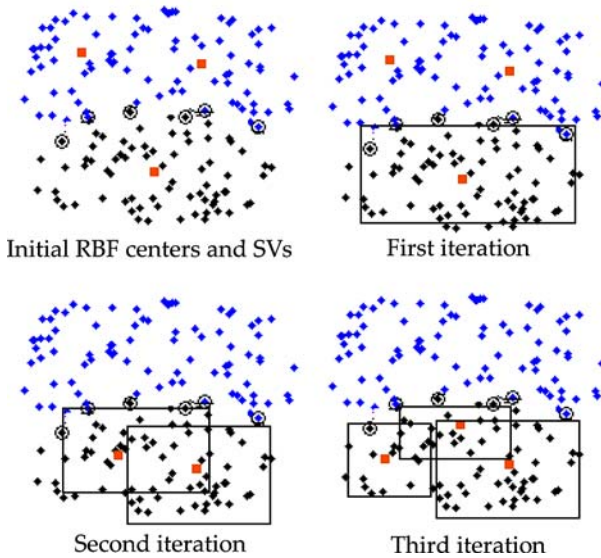 Initial RBF centers and SVs
First iteration
Second iteration
Third iteration